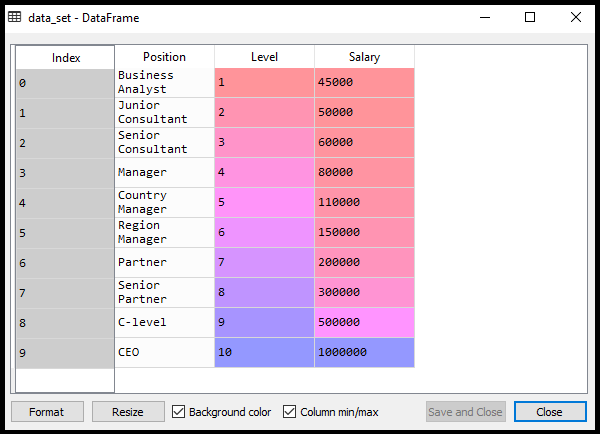 data_set - DataFrame
Index Position Level Salary
0 Business Analyst 1 45000
1 Junior Consultant 2 50000
2 Senior Consultant 3 60000
3 Manager 4 80000
4 Country Manager 5 110000
5 Region Manager 6 150000
6 Partner 7 200000
7 Senior Partner 8 300000
8 C-level 9 500000
9 CEO 10 1000000
Format Resize Background color Column min/max Save and Close Close